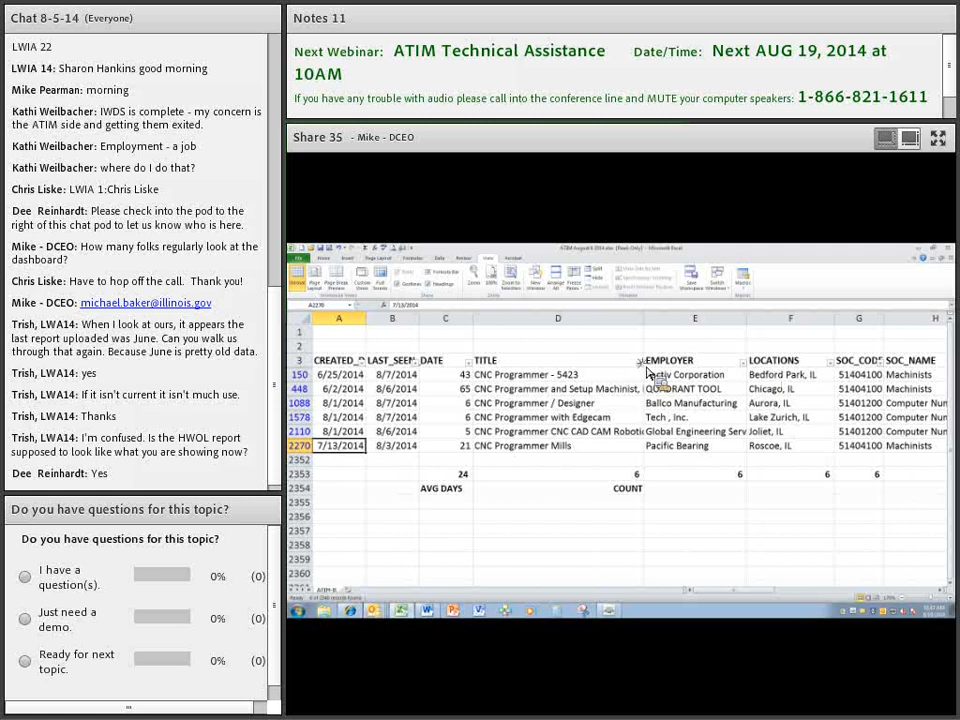 Chat 8-5-14 (Everyone)
LWIA 22
LWIA 14: Sharon Hankins good morning
Mike Pearman: morning
Kathi Weilbacher: IWDS is complete - my concern is
the ATIM side and getting them exited.
Kathi Weilbacher: Employment - a job
Kathi Weilbacher: where do I do that?
Chris Liske: LWIA 1:Chris Liske
Dee Reinhardt: Please check into the pod to the
right of this chat pod to let us know who is here.
Mike - DCEO: How many folks regularly look at the
dashboard?
Chris Liske: Have to hop off the call. Thank you!
Mike - DCEO: michael.baker@illinois.gov
Trish, LWA14: When I look at ours, it appears the
last report uploaded was June. Can you walk us
through that again. Because June is pretty old data.
Trish, LWA14: yes
Trish, LWA14: If it isn't current it isn't much use.
Trish, LWA14: Thanks
Trish, LWA14: I'm confused. Is the HWOL report
supposed to look like what you are showing now?
Dee Reinhardt: Yes
Do you have questions for this topic?
Do you have questions for this topic?
I have a
question(s). 0% (0)
Just need a
demo. 0% (0)
Ready for next
topic. 0% (0)
Notes 11
Next Webinar: ATIM Technical Assistance Date/Time: Next AUG 19, 2014 at
10AM
If you have any trouble with audio please call into the conference line and MUTE your computer speakers: 1-866-821-1611
Share 35 - Mike - DCEO
A2270 7/13/2014
A B C D E F G H
1
2
3 CREATED_D LAST_SEEN DATE TITLE EMPLOYER LOCATIONS SOC_CODE SOC_NAME
150 6/25/2014 8/7/2014 43 CNC Programmer - 5423 Corporation Bedford Park, IL 51404100 Machinists
448 6/2/2014 8/6/2014 65 CNC Programmer and Setup Machinist, QUADRANT TOOL Chicago, IL 51404100 Machinists
1088 8/1/2014 8/7/2014 6 CNC Programmer / Designer Ballco Manufacturing Aurora, IL 51401200 Computer Num
1578 8/1/2014 8/7/2014 6 CNC Programmer with Edgecam Tech , Inc. Lake Zurich, IL 51401200 Computer Num
2110 8/1/2014 8/6/2014 5 CNC Programmer CNC CAD CAM Robotic Global Engineering Serv Joliet, IL 51401200 Computer Num
2270 7/13/2014 8/3/2014 21 CNC Programmer Mills Pacific Bearing Roscoe, IL 51404100 Machinists
2352
2353 24 6 6 6 6
2354 AVG DAYS COUNT
2355
2356
2357
2358
2359
2360